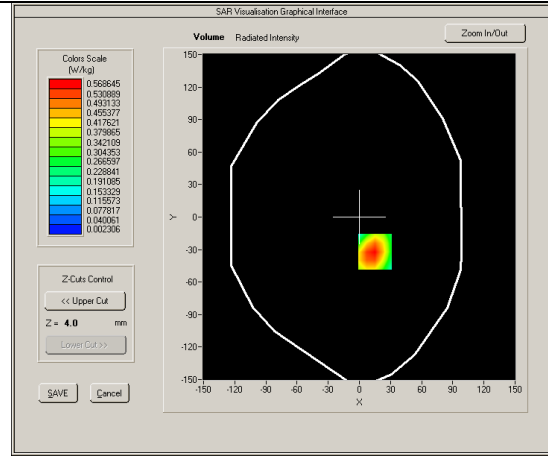 SAR Visualisation Graphical Interface
Volume Radiated Intensity
Zoom In/Out
Colors Scale
(W/kg)
0.568645
0.530889
0.493133
0.455377
0.417621
0.379865
0.342109
0.304353
0.266597
0.228841
0.191085
0.153329
0.115573
0.077817
0.040061
0.002306
Z-Cuts Control
<< Upper Cut
Z = 4.0 mm
Lower Cut >>
SAVE Cancel
150
120
90
60
30
0
-30
-60
-90
-120
-150
Y
-150 -120 -90 -60 -30 0 30 60 90 120 150
X